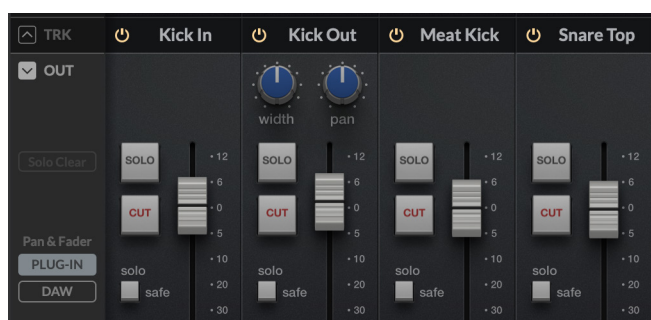 TRK Kick In Kick Out Meat Kick Snare Top
OUT
width pan
SOLO 12 SOLO 12 SOLO 12 SOLO 12
Solo Clear
6 6 6 6
CUT 0 CUT 0 CUT 0 CUT 0
5 5 5 5
Pan & Fader
PLUG-IN 10 10 10 10
solo solo solo solo
DAW safe 20 safe 20 safe 20 safe 20
30 30 30 30